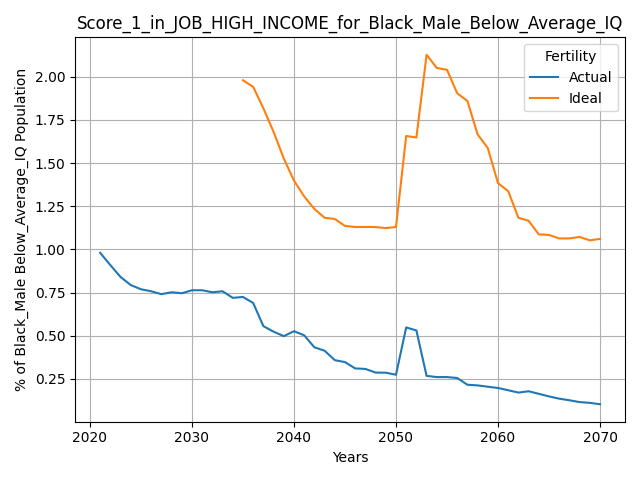 Score_1_in_JOB_HIGH_INCOME_for_Black_Male_Below_Average_IQ
% of Black_Male Below_Average_IQ Population
2.00
1.75
1.50
1.25
1.00
0.75
0.50
0.25
Fertility
Actual
Ideal
2020 2030 2040 2050 2060 2070
Years